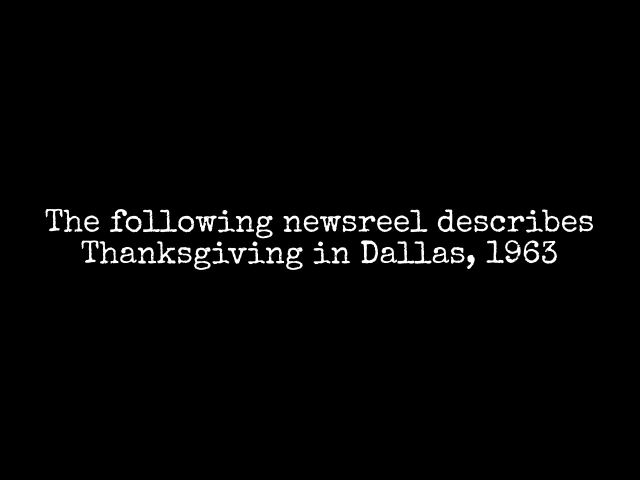 The following newsreel describes
Thanksgiving in Dallas, 1963